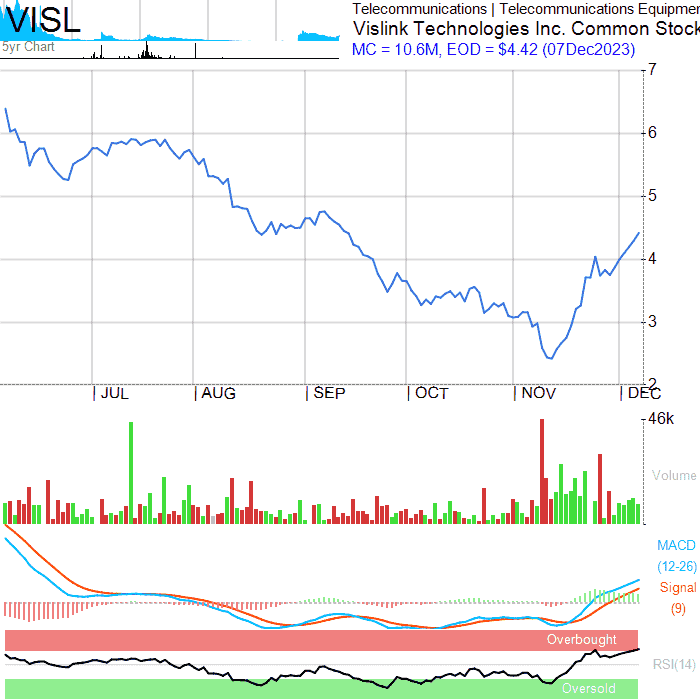 VISL
5yr Chart
Telecommunications | Telecommunications Equipmen
Vislink Technologies Inc. Common Stock
MC = 10.6M, EOD = $4.42 (07Dec2023)
7
6
5
4
3
2
JUL AUG SEP OCT NOV DEC
46k
Volume
MACD
(12-26)
Signal
(9)
Overbought
RSI(14)
Oversold